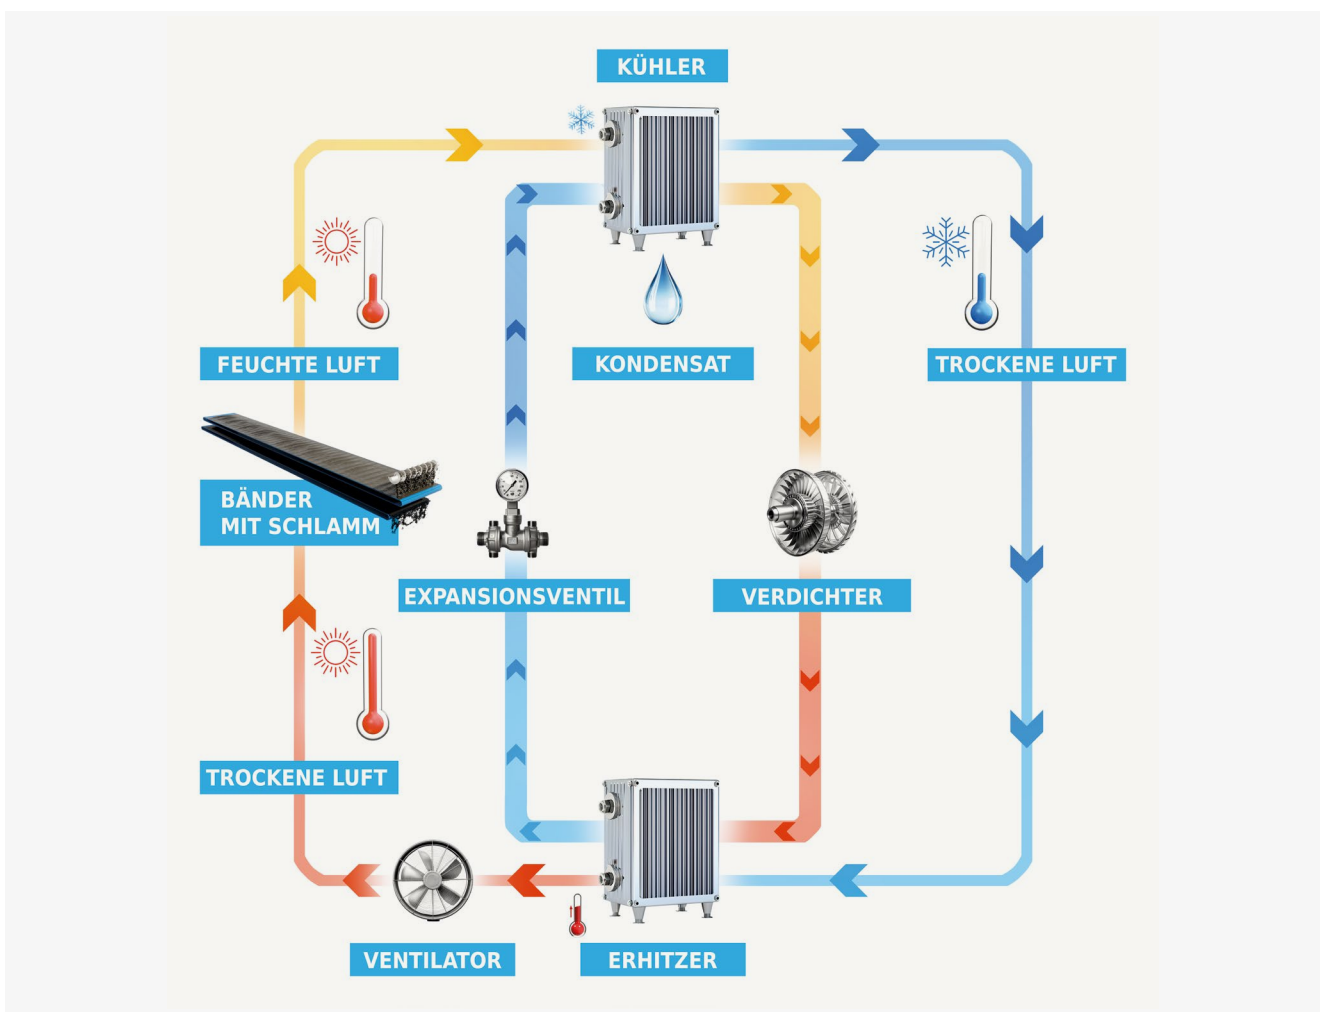 KÜHLER
FEUCHTE LUFT
KONDENSAT
TROCKENE LUFT
BÄNDER
MIT SCHLAMM
EXPANSIONSVENTIL
VERDICHTER
TROCKENE LUFT
VENTILATOR
ERHITZER